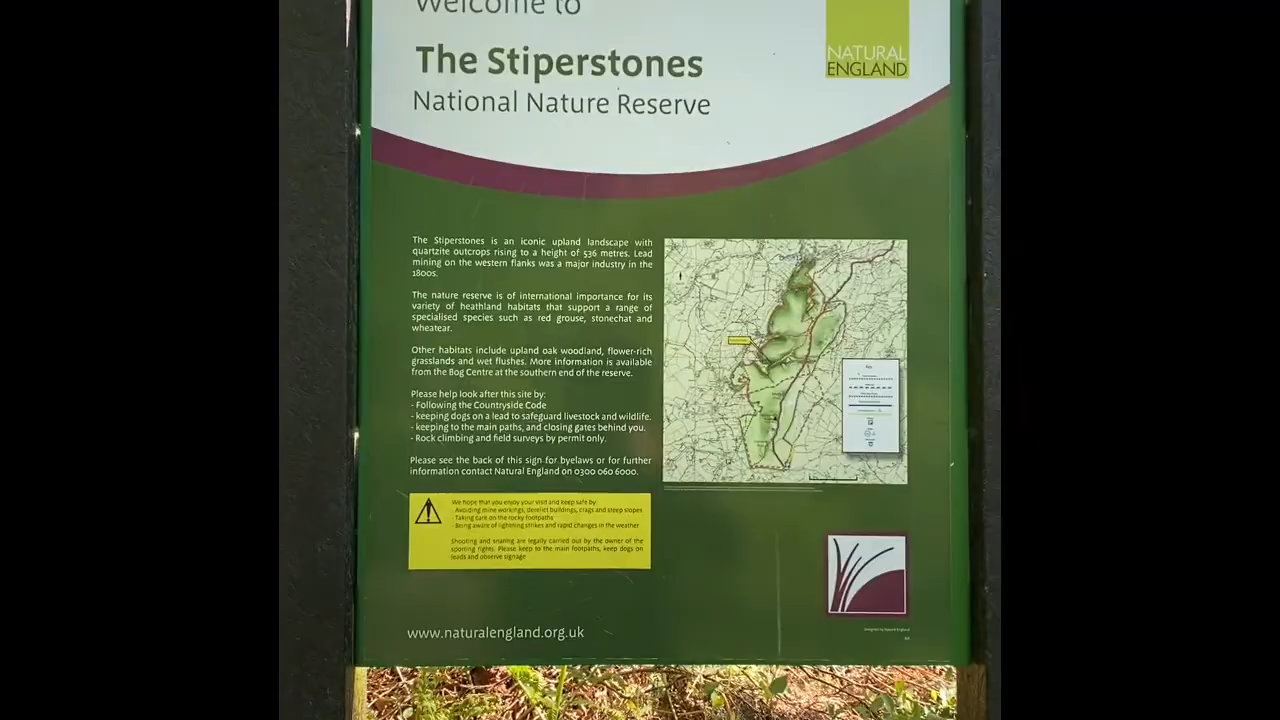 Welcome to
The Stiperstones
National Nature Reserve
NATURAL
ENGLAND
The Stiperstones is an iconic upland landscape with
quartzite outcrops rising to a height of 536 metres. Lead
mining on the western flanks was a major industry in the
1800s.
The nature reserve is of international importance for its
variety of heathland habitats that support a range of
specialised species such as red grouse, stonechat and
wheatear.
Other habitats include upland oak woodland, flower-rich
grasslands and wet flushes. More information is available
from the Bog Centre at the southern end of the reserve.
Please help look after this site by:
- Following the Countryside Code
- keeping dogs on a lead to safeguard livestock and wildlife.
- keeping to the main paths, and closing gates behind you.
- Rock climbing and field surveys by permit only.
Please see the back of this sign for byelaws or for further
information contact Natural England on 0300 060 6000.
We hope that you enjoy your visit and keep safe by:
- Avoiding mine workings, derelict buildings, crags and steep slopes
- Taking care on the rocky footpaths
- Being aware of lightning strikes and rapid changes in the weather
Shooting and snaring are legally carried out by the owner of the
sporting rights. Please keep to the main footpaths, keep dogs on
leads and observe signage
Key
www.naturalengland.org.uk
Designed by Natural England